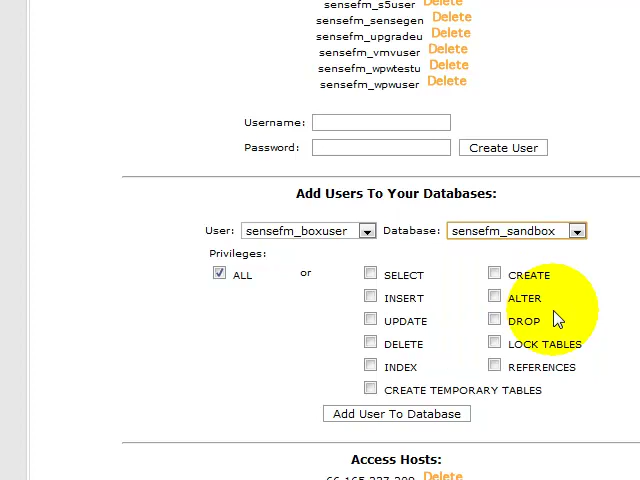 sensefm_s5user Delete
sensefm_sensegen Delete
sensefm_upgradeu Delete
sensefm_vmvuser Delete
sensefm_wpwtestu Delete
sensefm_wpwuser Delete
Username:
Password: Create User
Add Users To Your Databases:
User: sensefm_boxuser Database: sensefm_sandbox
Privileges:
ALL or SELECT CREATE
INSERT ALTER
UPDATE DROP
DELETE LOCK TABLES
INDEX REFERENCES
CREATE TEMPORARY TABLES
Add User To Database
Access Hosts:
Delete